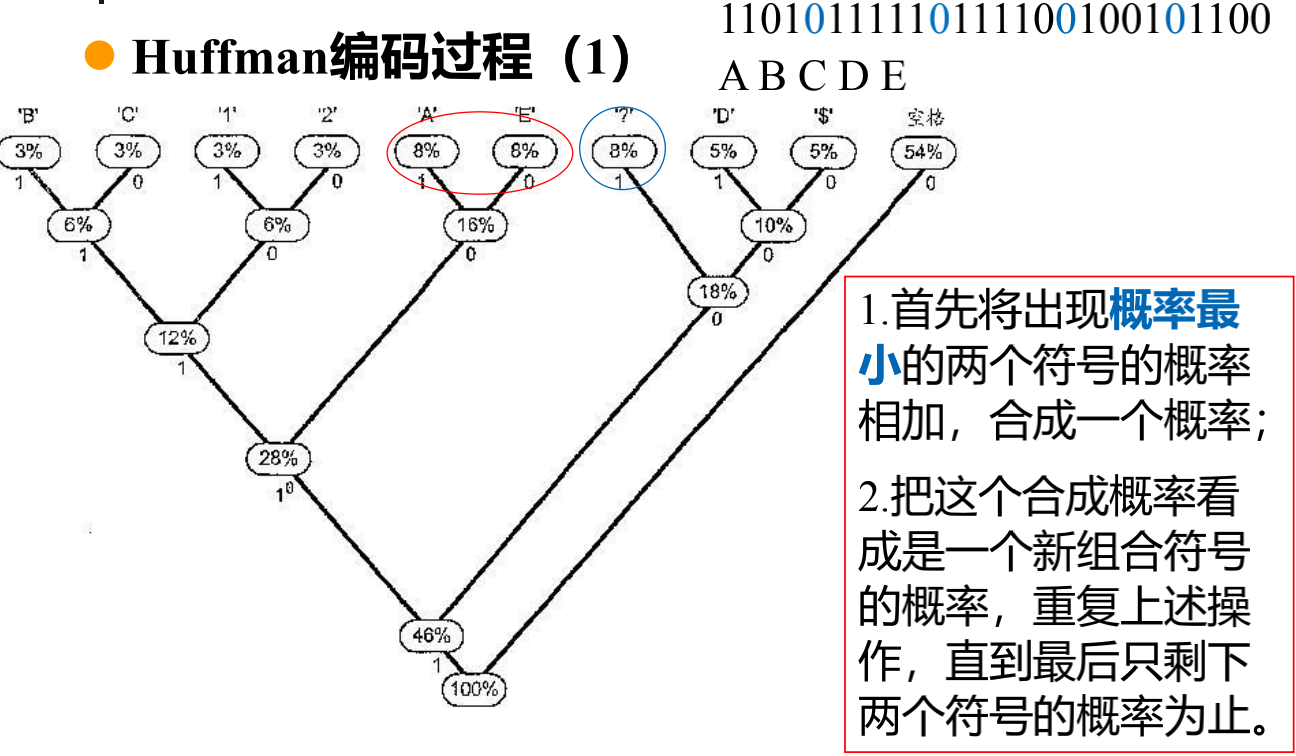 11010111110111100100101100
● Huffman编码过程（1）
A B C D E
'B' 'C' '1' '2' 'A' 'E' '?' 'D' '$' 空格
3% 3% 3% 3% 8% 8% 8% 5% 5% 54%
1 0 1 0 1 0 1 1 0 0
6% 6% 16% 10%
1 0 0 0
18%
0
12%
1
28%
1⁰
46%
1
100%
1.首先将出现概率最
小的两个符号的概率
相加，合成一个概率；
2.把这个合成概率看
成是一个新组合符号
的概率，重复上述操
作，直到最后只剩下
两个符号的概率为止。